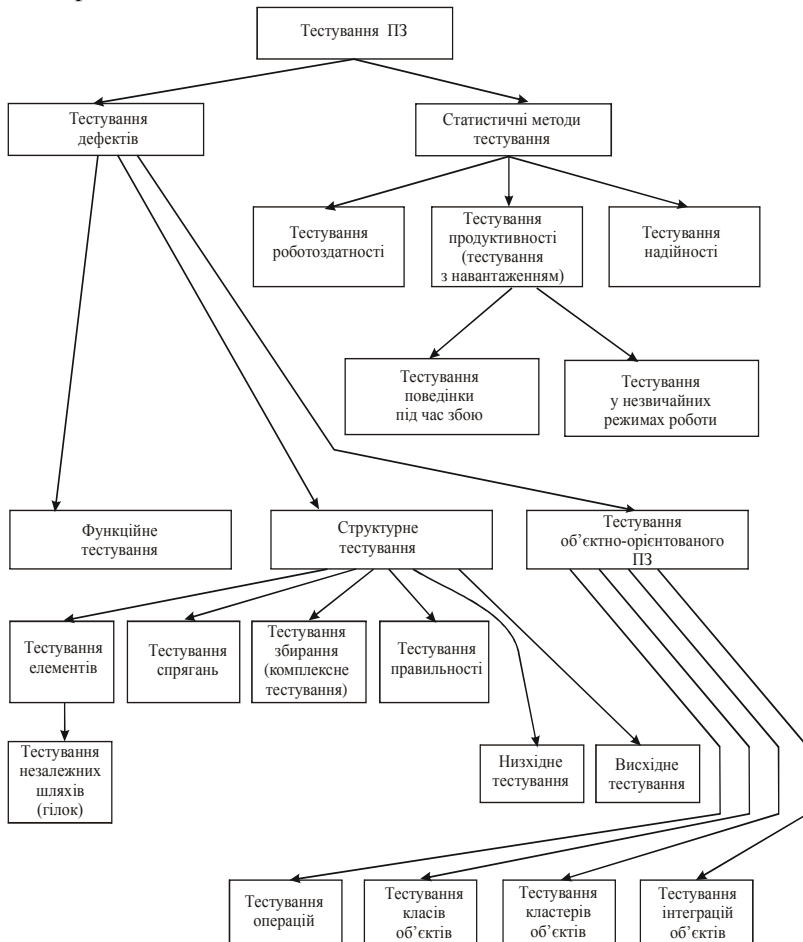 Тестування ПЗ
Тестування
дефектів
Статистичні методи
тестування
Тестування
роботоздатності
Тестування
продуктивності
(тестування
з навантаженням)
Тестування
надійності
Тестування
поведінки
під час збою
Тестування
у незвичайних
режимах роботи
Функційне
тестування
Структурне
тестування
Тестування
об’єктно-орієнтованого
ПЗ
Тестування
елементів
Тестування
спрягань
Тестування
збирання
(комплексне
тестування)
Тестування
правильності
Тестування
незалежних
шляхів
(гілок)
Низхідне
тестування
Висхідне
тестування
Тестування
операцій
Тестування
класів
об’єктів
Тестування
кластерів
об’єктів
Тестування
інтеграцій
об’єктів